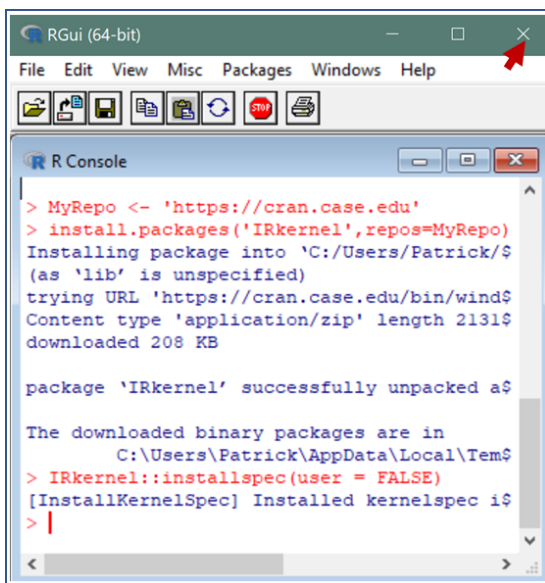 RGui (64-bit)
File Edit View Misc Packages Windows Help
STOP
R Console
> MyRepo <- 'https://cran.case.edu'
> install.packages('IRkernel',repos=MyRepo)
Installing package into ‘C:/Users/Patrick/$
(as ‘lib’ is unspecified)
trying URL 'https://cran.case.edu/bin/wind$
Content type 'application/zip' length 2131$
downloaded 208 KB
package ‘IRkernel’ successfully unpacked a$
The downloaded binary packages are in
C:\Users\Patrick\AppData\Local\Tem$
> IRkernel::installspec(user = FALSE)
[InstallKernelSpec] Installed kernelspec i$
>